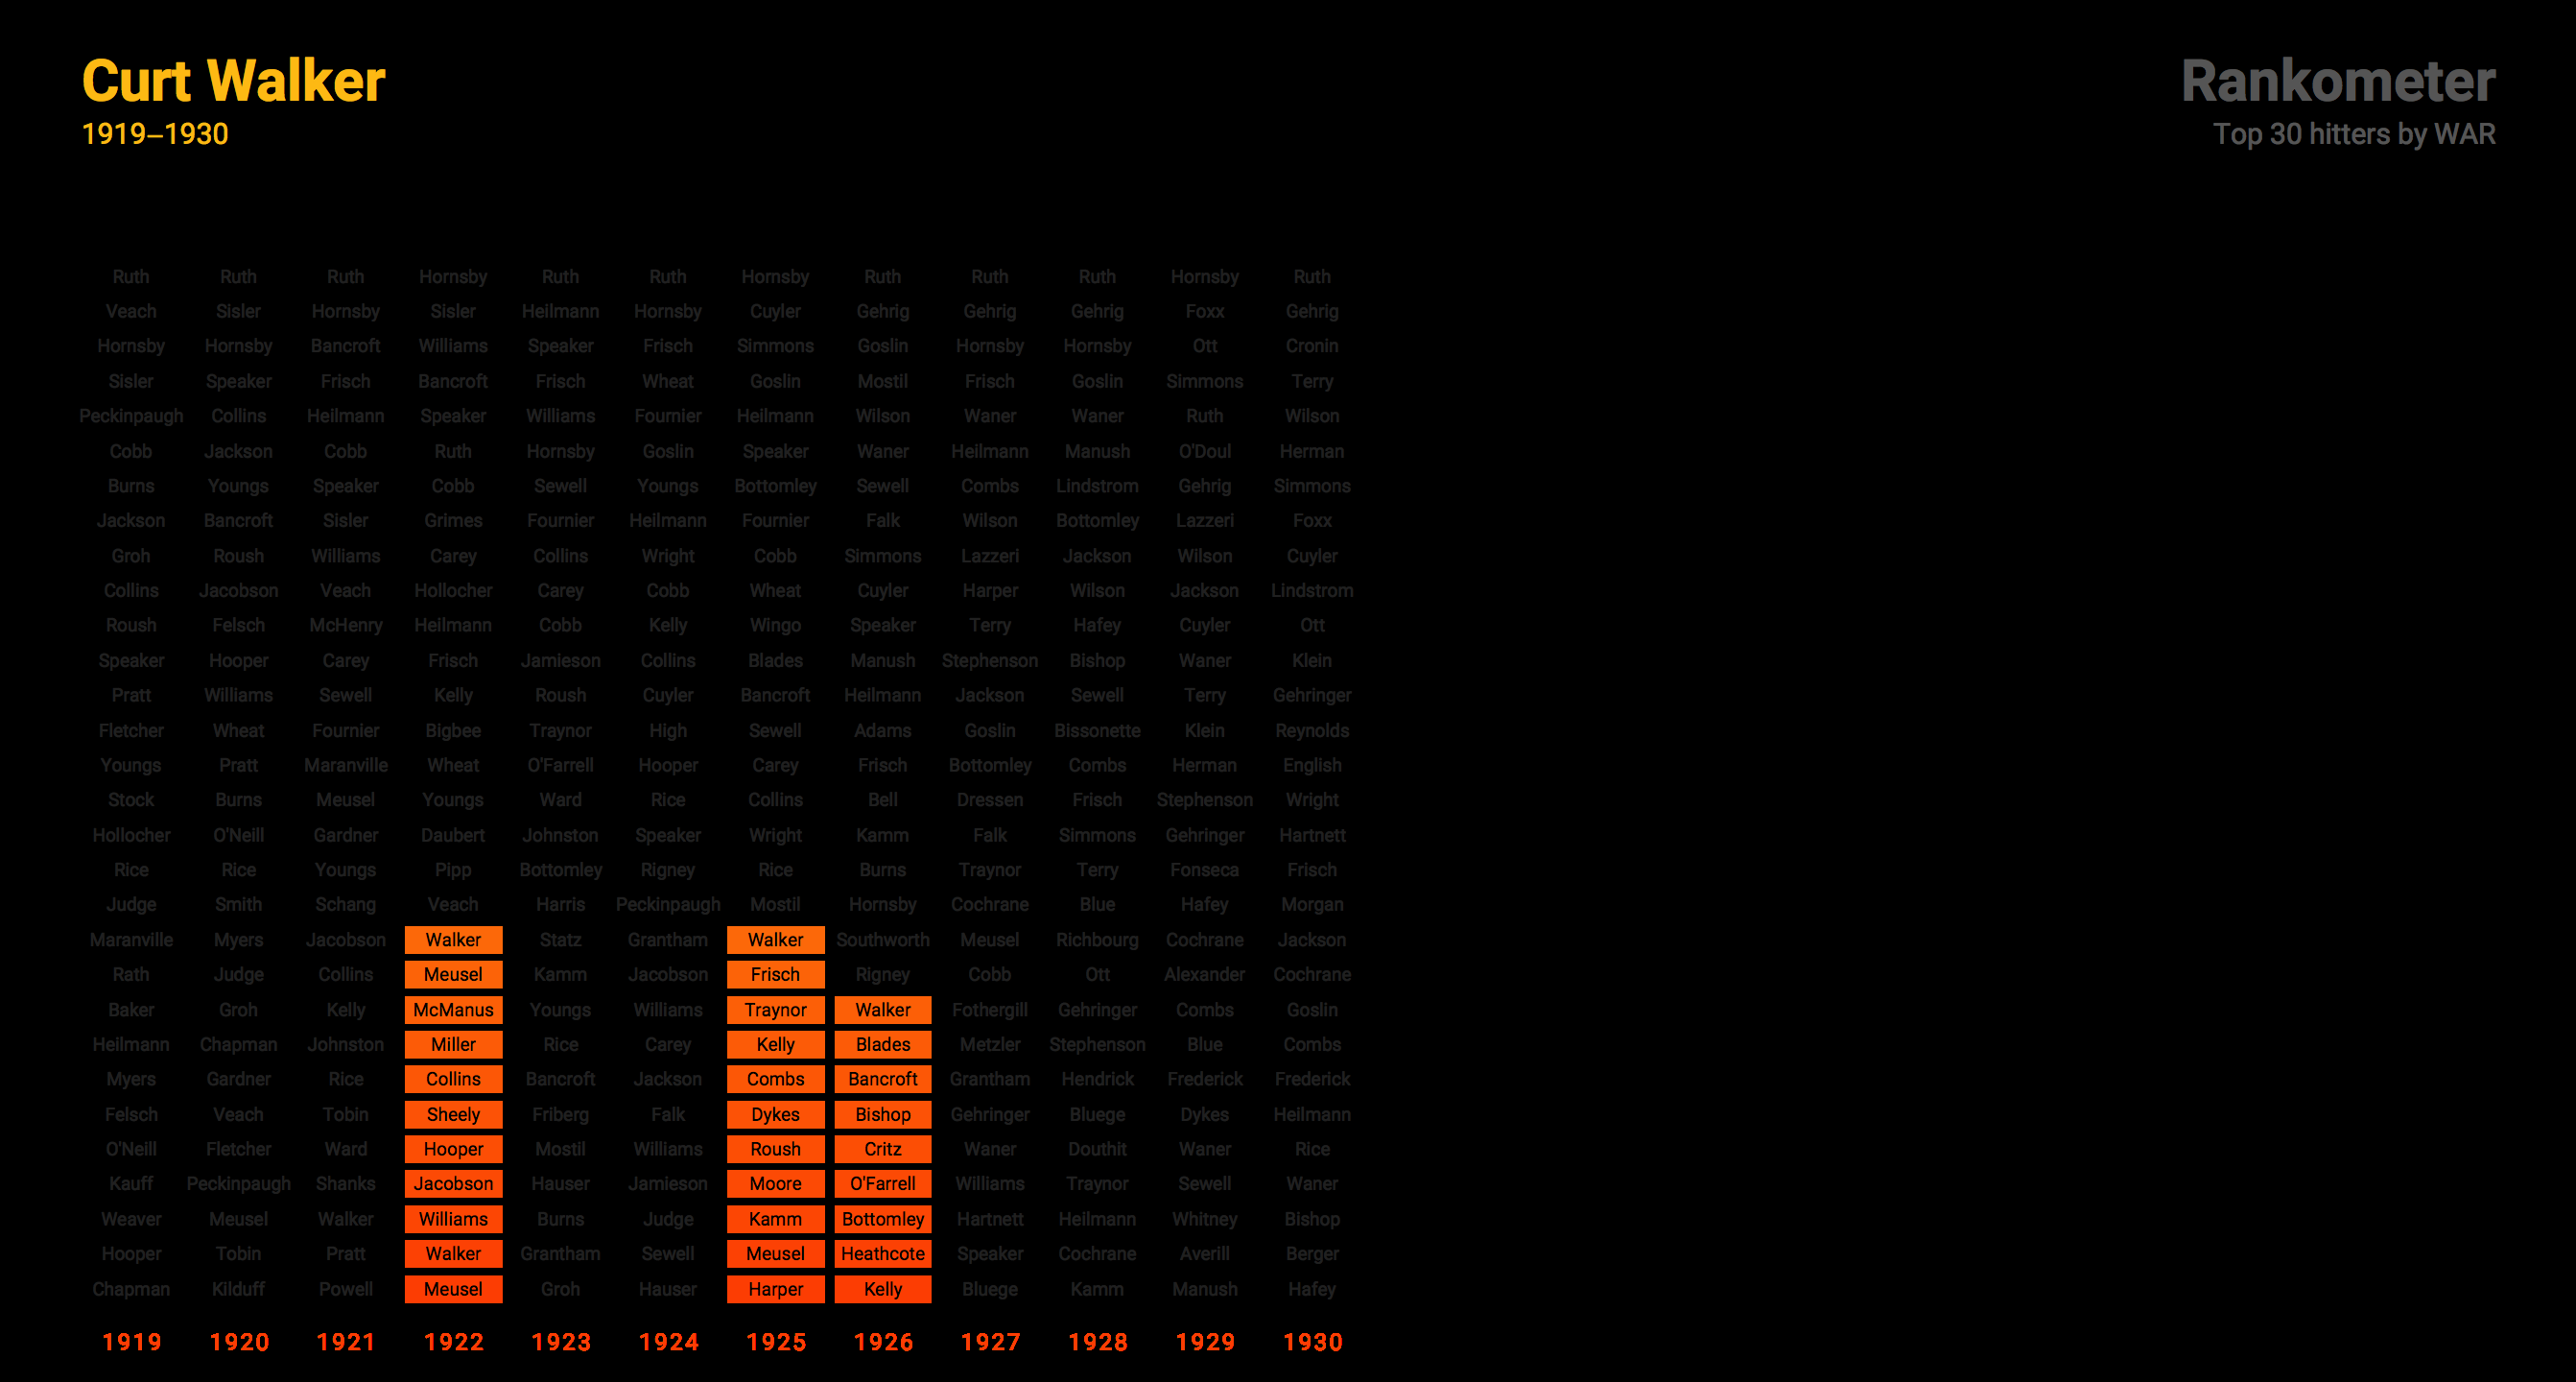 Curt Walker
1919–1930
Rankometer
Top 30 hitters by WAR
Ruth Ruth Ruth Hornsby Ruth Ruth Hornsby Ruth Ruth Ruth Hornsby Ruth
Veach Sisler Hornsby Sisler Heilmann Hornsby Cuyler Gehrig Gehrig Gehrig Foxx Gehrig
Hornsby Hornsby Bancroft Williams Speaker Frisch Simmons Goslin Hornsby Hornsby Ott Cronin
Sisler Speaker Frisch Bancroft Frisch Wheat Goslin Mostil Frisch Goslin Simmons Terry
Peckinpaugh Collins Heilmann Speaker Williams Fournier Heilmann Wilson Waner Waner Ruth Wilson
Cobb Jackson Cobb Ruth Hornsby Goslin Speaker Waner Heilmann Manush O'Doul Herman
Burns Youngs Speaker Cobb Sewell Youngs Bottomley Sewell Combs Lindstrom Gehrig Simmons
Jackson Bancroft Sisler Grimes Fournier Heilmann Fournier Falk Wilson Bottomley Lazzeri Foxx
Groh Roush Williams Carey Collins Wright Cobb Simmons Lazzeri Jackson Wilson Cuyler
Collins Jacobson Veach Hollocher Carey Cobb Wheat Cuyler Harper Wilson Jackson Lindstrom
Roush Felsch McHenry Heilmann Cobb Kelly Wingo Speaker Terry Hafey Cuyler Ott
Speaker Hooper Carey Frisch Jamieson Collins Blades Manush Stephenson Bishop Waner Klein
Pratt Williams Sewell Kelly Roush Cuyler Bancroft Heilmann Jackson Sewell Terry Gehringer
Fletcher Wheat Fournier Bigbee Traynor High Sewell Adams Goslin Bissonette Klein Reynolds
Youngs Pratt Maranville Wheat O'Farrell Hooper Carey Frisch Bottomley Combs Herman English
Stock Burns Meusel Youngs Ward Rice Collins Bell Dressen Frisch Stephenson Wright
Hollocher O'Neill Gardner Daubert Johnston Speaker Wright Kamm Falk Simmons Gehringer Hartnett
Rice Rice Youngs Pipp Bottomley Rigney Rice Burns Traynor Terry Fonseca Frisch
Judge Smith Schang Veach Harris Peckinpaugh Mostil Hornsby Cochrane Blue Hafey Morgan
Maranville Myers Jacobson Walker Statz Grantham Walker Southworth Meusel Richbourg Cochrane Jackson
Rath Judge Collins Meusel Kamm Jacobson Frisch Rigney Cobb Ott Alexander Cochrane
Baker Groh Kelly McManus Youngs Williams Traynor Walker Fothergill Gehringer Combs Goslin
Heilmann Chapman Johnston Miller Rice Carey Kelly Blades Metzler Stephenson Blue Combs
Myers Gardner Rice Collins Bancroft Jackson Combs Bancroft Grantham Hendrick Frederick Frederick
Felsch Veach Tobin Sheely Friberg Falk Dykes Bishop Gehringer Bluege Dykes Heilmann
O'Neill Fletcher Ward Hooper Mostil Williams Roush Critz Waner Douthit Waner Rice
Kauff Peckinpaugh Shanks Jacobson Hauser Jamieson Moore O'Farrell Williams Traynor Sewell Waner
Weaver Meusel Walker Williams Burns Judge Kamm Bottomley Hartnett Heilmann Whitney Bishop
Hooper Tobin Pratt Walker Grantham Sewell Meusel Heathcote Speaker Cochrane Averill Berger
Chapman Kilduff Powell Meusel Groh Hauser Harper Kelly Bluege Kamm Manush Hafey
1919 1920 1921 1922 1923 1924 1925 1926 1927 1928 1929 1930